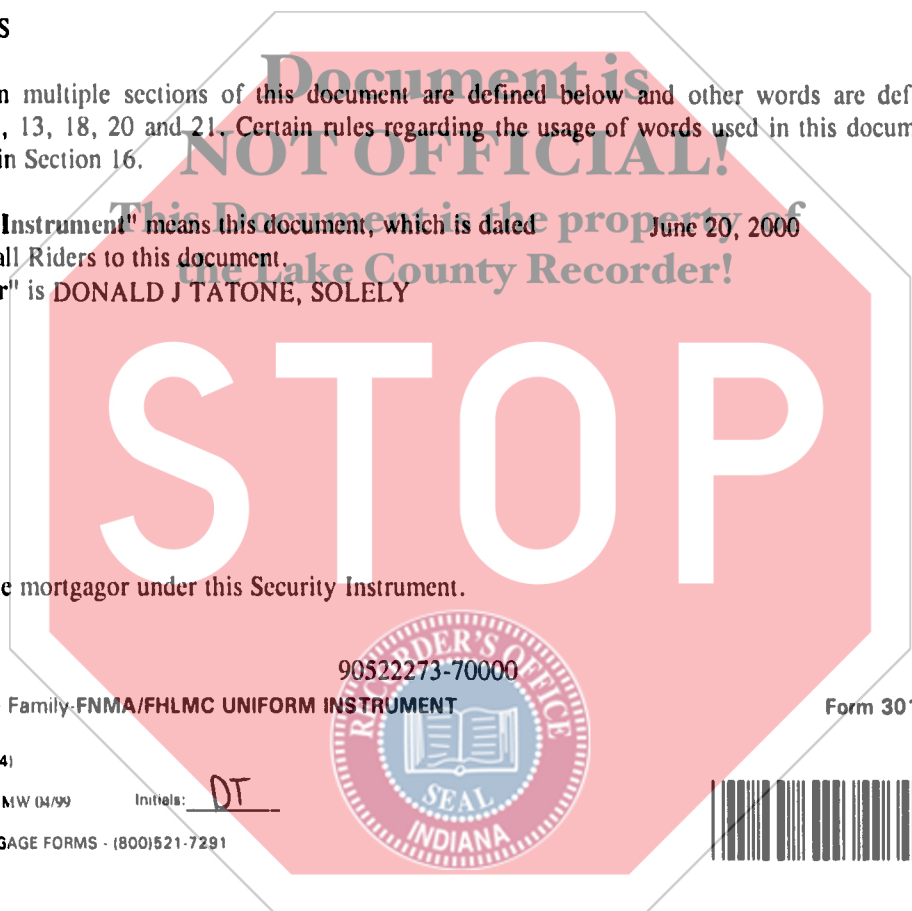 S
Document is
n multiple sections of this document are defined below and other words are def
, 13, 18, 20 and 21. Certain rules regarding the usage of words used in this docum
NOT OFFICIAL!
in Section 16.
This Document is the property of
Instrument" means this document, which is dated June 20, 2000
all Riders to this document.
the Lake County Recorder!
r" is DONALD J TATONE, SOLELY
STOP
e mortgagor under this Security Instrument.
RECORDER'S OFFICE
90522273-70000
Family-FNMA/FHLMC UNIFORM INSTRUMENT Form 301
4)
MW 04/99 Initials: DT
SEAL
INDIANA
GAGE FORMS - (800)521-7291